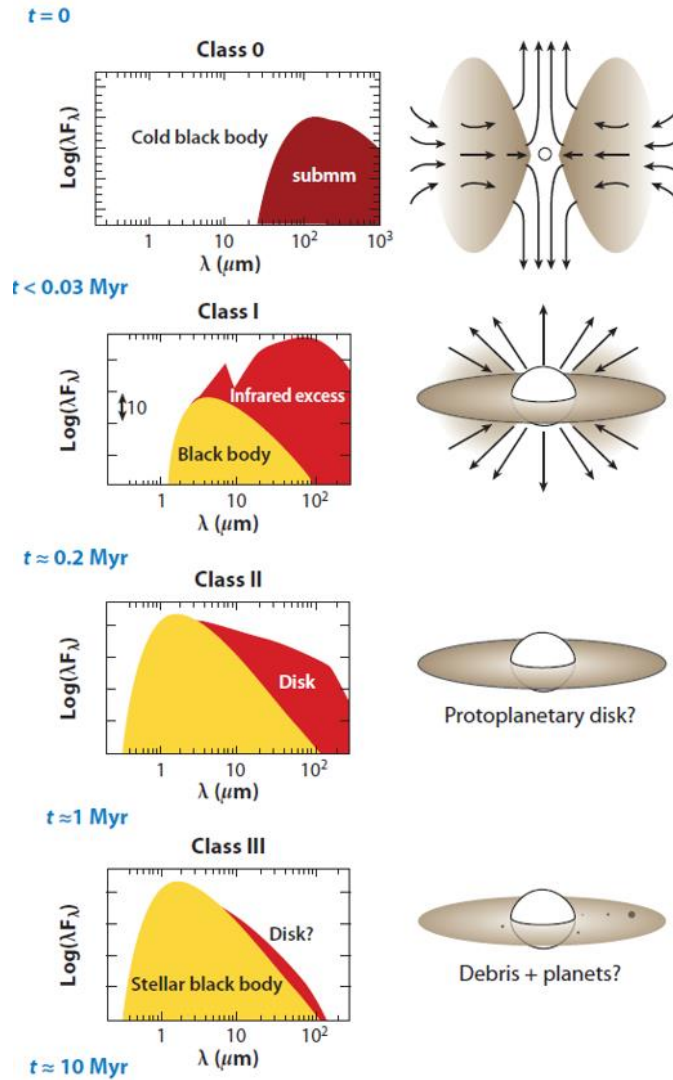 t = 0
Class 0
Log(λFλ)
Cold black body
submm
1 10 10² 10³
λ (μm)
t < 0.03 Myr
Class I
Log(λFλ)
10
Infrared excess
Black body
1 10 10²
λ (μm)
t ≈ 0.2 Myr
Class II
Log(λFλ)
Disk
1 10 10²
λ (μm)
Protoplanetary disk?
t ≈1 Myr
Class III
Log(λFλ)
Disk?
Stellar black body
1 10 10²
λ (μm)
Debris + planets?
t ≈ 10 Myr